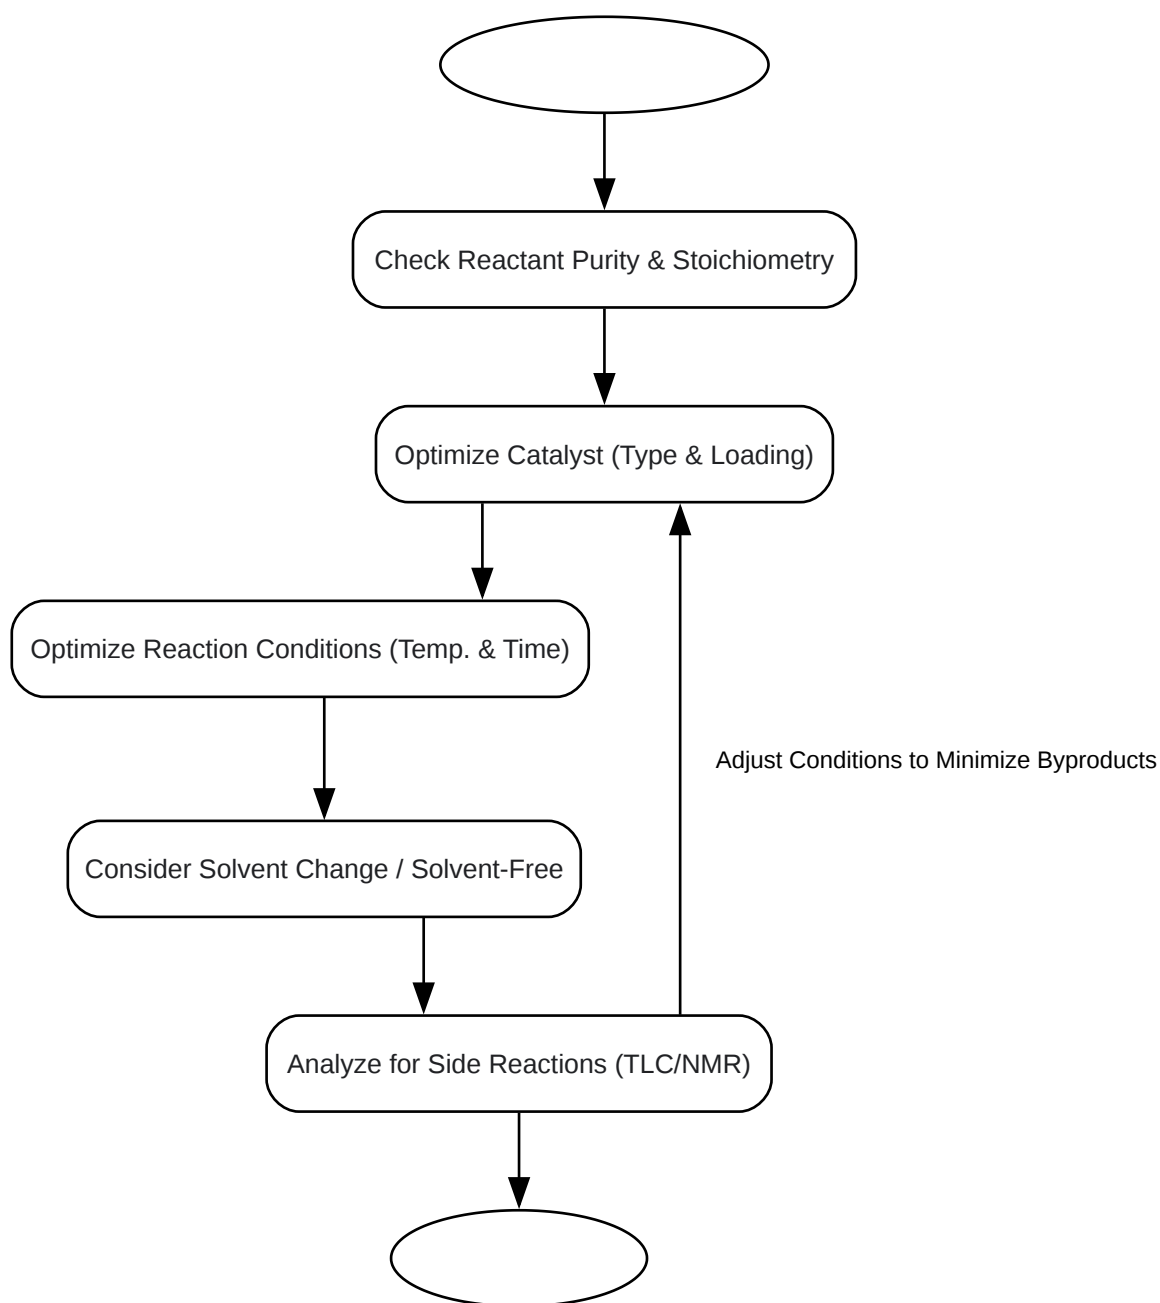 Check Reactant Purity & Stoichiometry
Optimize Catalyst (Type & Loading)
Optimize Reaction Conditions (Temp. & Time)
Adjust Conditions to Minimize Byproducts
Consider Solvent Change / Solvent-Free
Analyze for Side Reactions (TLC/NMR)